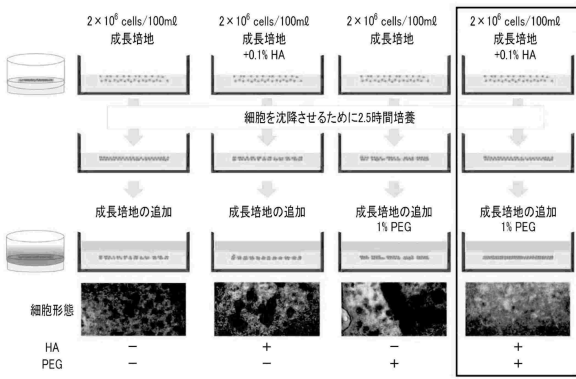 2×10⁶ cells/100mℓ 2×10⁶ cells/100mℓ 2×10⁶ cells/100mℓ 2×10⁶ cells/100mℓ
成長培地 成長培地 成長培地 成長培地
+0.1% HA +0.1% HA
細胞を沈降させるために2.5時間培養
成長培地の追加 成長培地の追加 成長培地の追加 成長培地の追加
1% PEG 1% PEG
細胞形態
HA − + − +
PEG − − + +